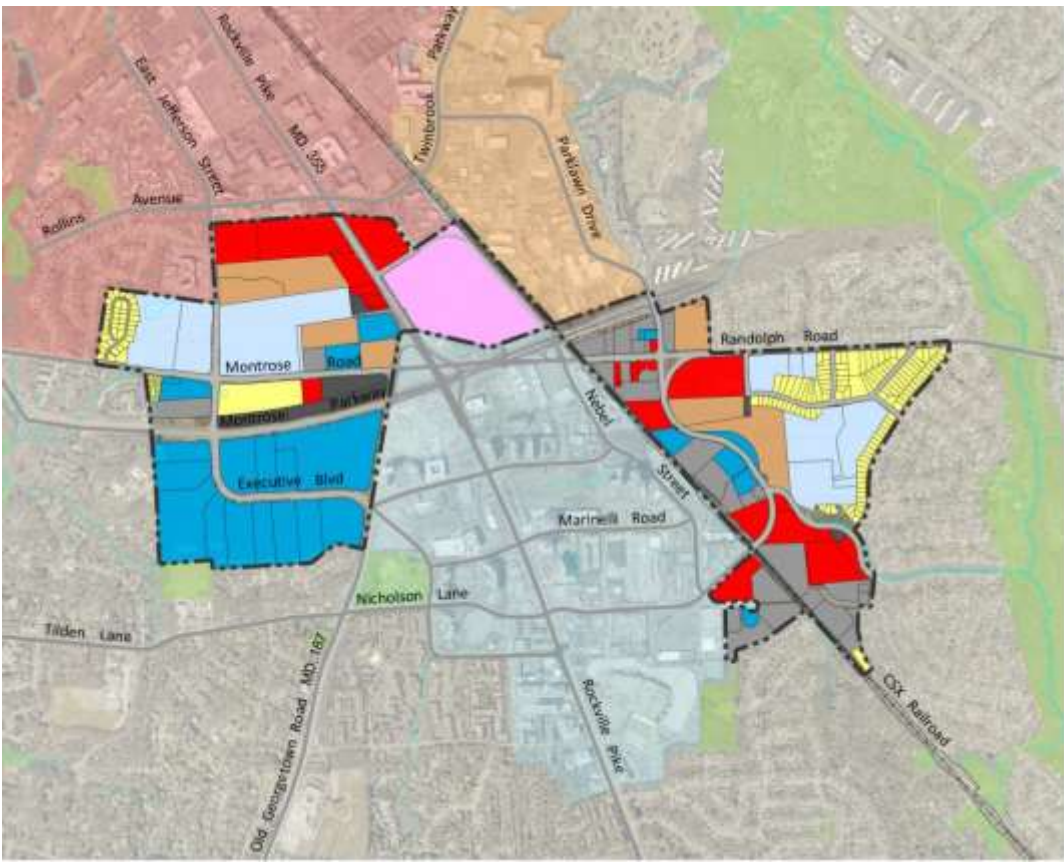 Rockville Pike MD. 355
East Jefferson Street
Twinbrook Parkway
Parklawn Drive
Rollins Avenue
Randolph Road
Montrose Road
Montrose Parkway
Nebel Street
Executive Blvd
Marinelli Road
Nicholson Lane
Tilden Lane
Old Georgetown Road MD. 187
Rockville Pike
CSX Railroad